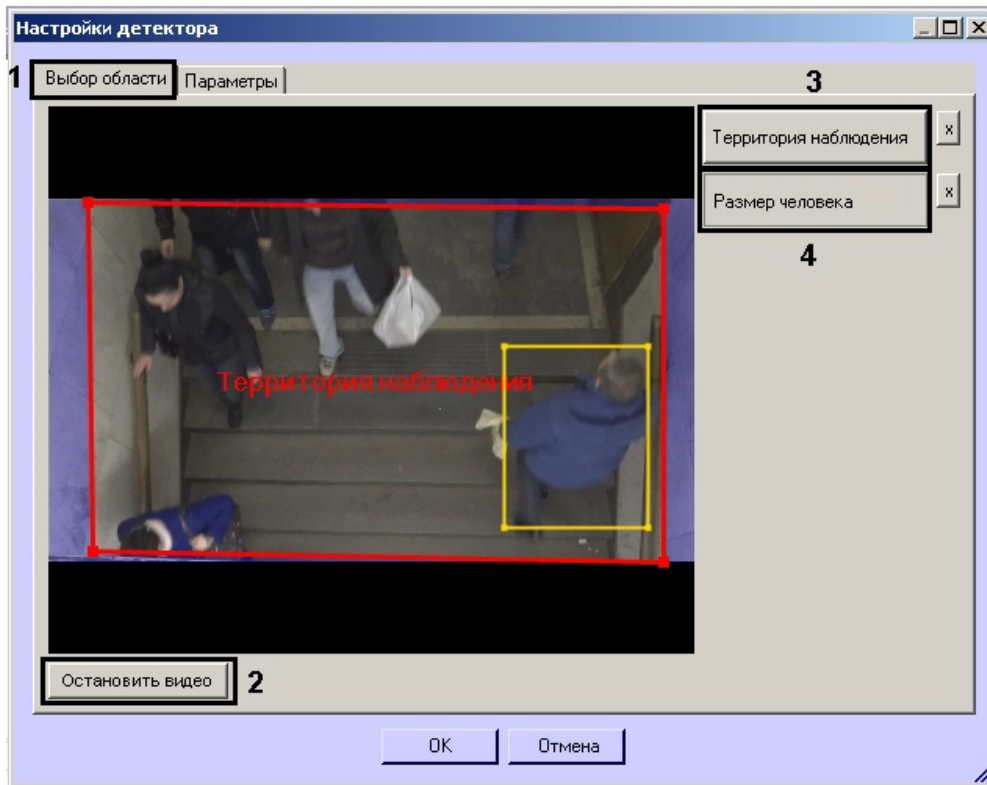 Настройки детектора
1
Выбор области
Параметры
3
Территория наблюдения
x
Размер человека
x
4
Территория наблюдения
Остановить видео
2
OK
Отмена